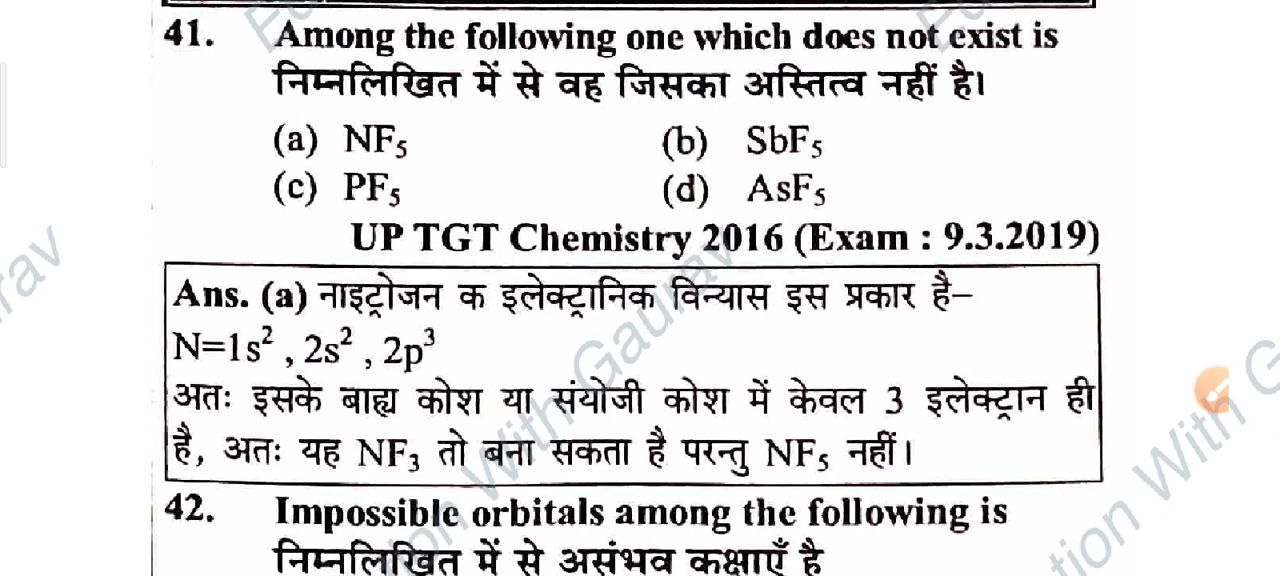 41. Among the following one which does not exist is
निम्नलिखित में से वह जिसका अस्तित्व नहीं है।
(a) NF₅ (b) SbF₅
(c) PF₅ (d) AsF₅
UP TGT Chemistry 2016 (Exam : 9.3.2019)
Ans. (a) नाइट्रोजन क इलेक्ट्रानिक विन्यास इस प्रकार है–
N=1s² , 2s² , 2p³
अतः इसके बाह्य कोश या संयोजी कोश में केवल 3 इलेक्ट्रान ही
है, अतः यह NF₃ तो बना सकता है परन्तु NF₅ नहीं।
42. Impossible orbitals among the following is
निम्नलिखित में से असंभव कक्षाएँ है